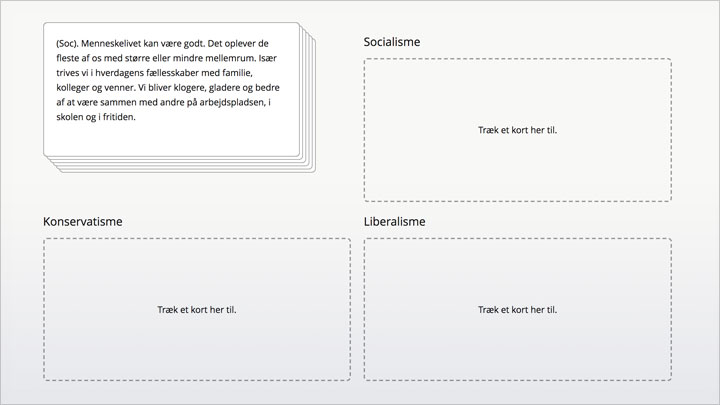 (Soc). Menneskelivet kan være godt. Det oplever de
fleste af os med større eller mindre mellemrum. Især
trives vi i hverdagens fællesskaber med familie,
kolleger og venner. Vi bliver klogere, gladere og bedre
af at være sammen med andre på arbejdspladsen, i
skolen og i fritiden.
Socialisme
Træk et kort her til.
Konservatisme
Træk et kort her til.
Liberalisme
Træk et kort her til.